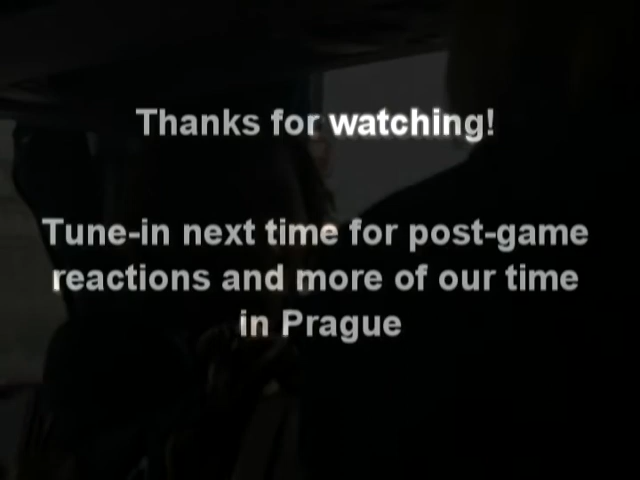 Thanks for watching!
Tune-in next time for post-game
reactions and more of our time
in Prague